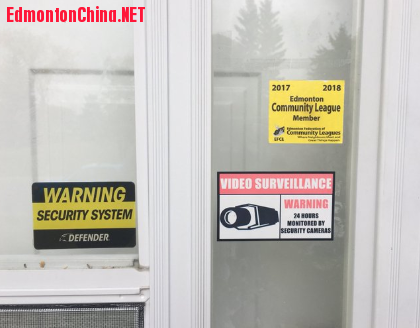 EdmontonChina.NET
2017 2018
Edmonton
Community League
Member
Edmonton Federation of
Community Leagues
EFCL
WARNING
SECURITY SYSTEM
DEFENDER
VIDEO SURVEILLANCE
WARNING
24 HOURS
MONITORED BY
SECURITY CAMERAS